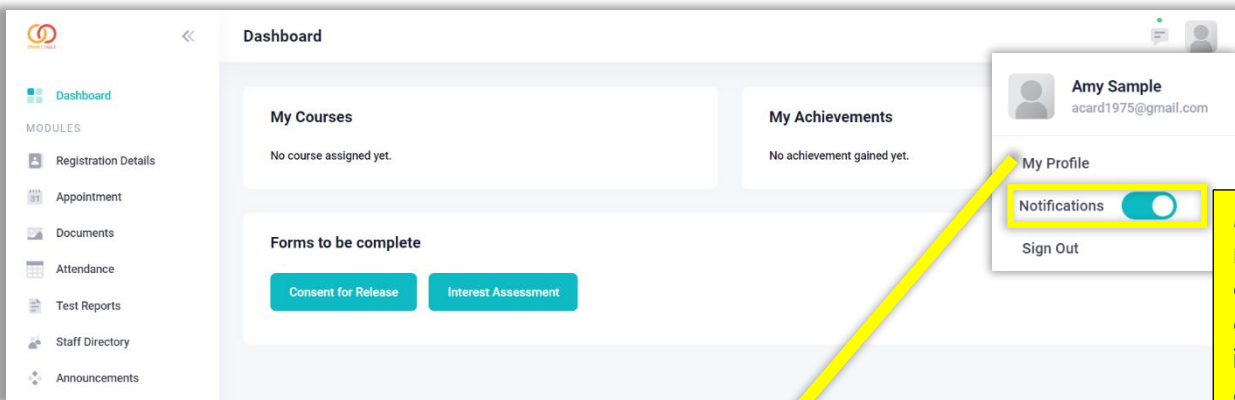 Dashboard
Dashboard
MODULES
Registration Details
Appointment
31
Documents
Attendance
Test Reports
Staff Directory
Announcements
My Courses
No course assigned yet.
My Achievements
No achievement gained yet.
Forms to be complete
Consent for Release
Interest Assessment
Amy Sample
acard1975@gmail.com
My Profile
Notifications
Sign Out